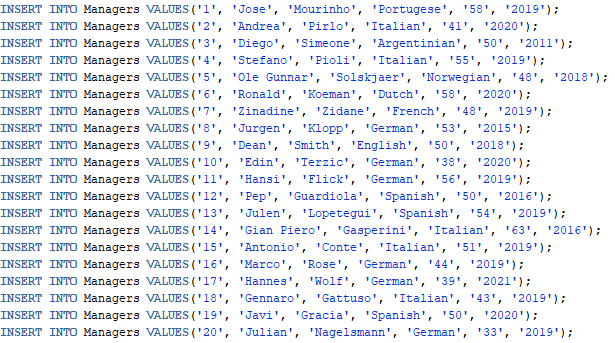 INSERT INTO Managers VALUES('1', 'Jose', 'Mourinho', 'Portugese', '58', '2019');
INSERT INTO Managers VALUES('2', 'Andrea', 'Pirlo', 'Italian', '41', '2020');
INSERT INTO Managers VALUES('3', 'Diego', 'Simeone', 'Argentinian', '50', '2011');
INSERT INTO Managers VALUES('4', 'Stefano', 'Pioli', 'Italian', '55', '2019');
INSERT INTO Managers VALUES('5', 'Ole Gunnar', 'Solskjaer', 'Norwegian', '48', '2018');
INSERT INTO Managers VALUES('6', 'Ronald', 'Koeman', 'Dutch', '58', '2020');
INSERT INTO Managers VALUES('7', 'Zinadine', 'Zidane', 'French', '48', '2019');
INSERT INTO Managers VALUES('8', 'Jurgen', 'Klopp', 'German', '53', '2015');
INSERT INTO Managers VALUES('9', 'Dean', 'Smith', 'English', '50', '2018');
INSERT INTO Managers VALUES('10', 'Edin', 'Terzic', 'German', '38', '2020');
INSERT INTO Managers VALUES('11', 'Hansi', 'Flick', 'German', '56', '2019');
INSERT INTO Managers VALUES('12', 'Pep', 'Guardiola', 'Spanish', '50', '2016');
INSERT INTO Managers VALUES('13', 'Julen', 'Lopetegui', 'Spanish', '54', '2019');
INSERT INTO Managers VALUES('14', 'Gian Piero', 'Gasperini', 'Italian', '63', '2016');
INSERT INTO Managers VALUES('15', 'Antonio', 'Conte', 'Italian', '51', '2019');
INSERT INTO Managers VALUES('16', 'Marco', 'Rose', 'German', '44', '2019');
INSERT INTO Managers VALUES('17', 'Hannes', 'Wolf', 'German', '39', '2021');
INSERT INTO Managers VALUES('18', 'Gennaro', 'Gattuso', 'Italian', '43', '2019');
INSERT INTO Managers VALUES('19', 'Javi', 'Gracia', 'Spanish', '50', '2020');
INSERT INTO Managers VALUES('20', 'Julian', 'Nagelsmann', 'German', '33', '2019');